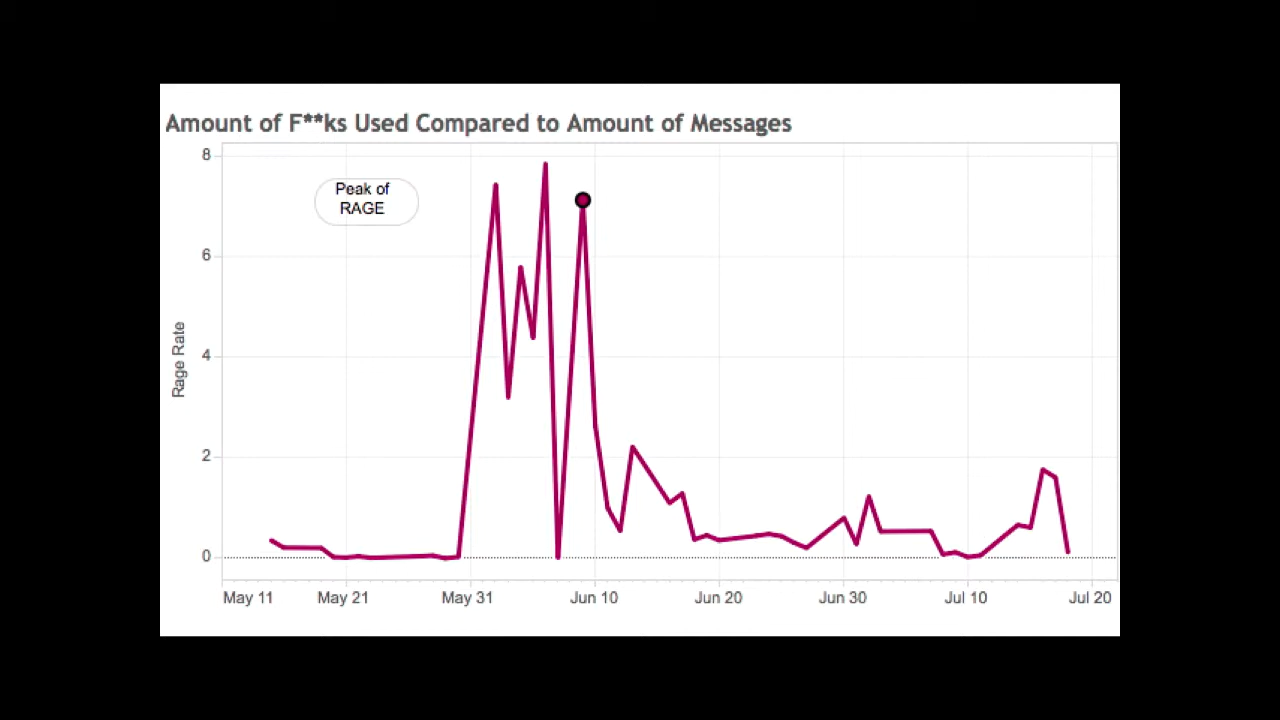 Amount of F**ks Used Compared to Amount of Messages
8
Peak of
RAGE
6
4
Rage Rate
2
0
May 11 May 21 May 31 Jun 10 Jun 20 Jun 30 Jul 10 Jul 20